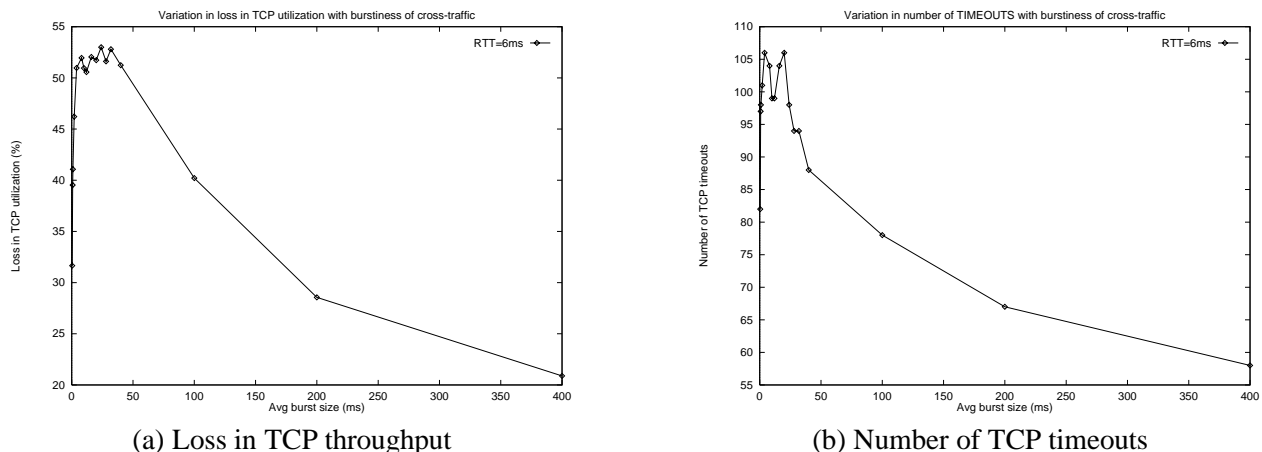 Variation in loss in TCP utilization with burstiness of cross-traffic
55
50
45
40
35
30
25
20
Loss in TCP utilization (%)
RTT=6ms
0 50 100 150 200 250 300 350 400
Avg burst size (ms)
(a) Loss in TCP throughput
Variation in number of TIMEOUTS with burstiness of cross-traffic
110
105
100
95
90
85
80
75
70
65
60
55
Number of TCP timeouts
RTT=6ms
0 50 100 150 200 250 300 350 400
Avg burst size (ms)
(b) Number of TCP timeouts